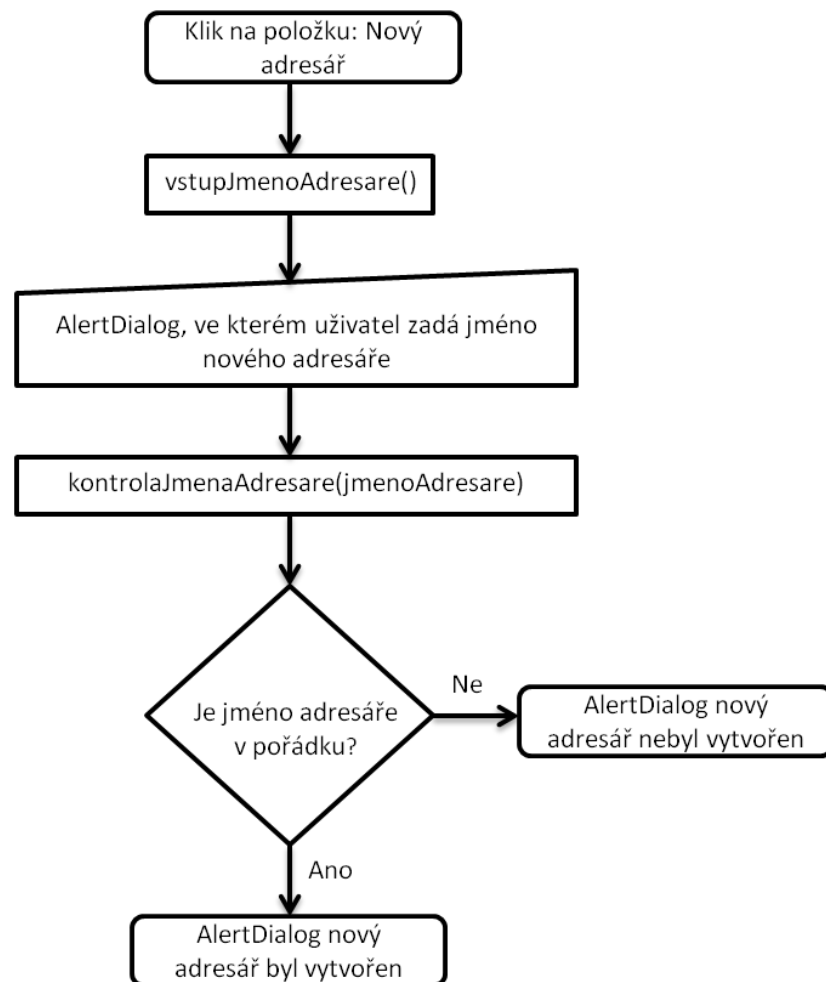 Klik na položku: Nový
adresář
vstupJmenoAdresare()
AlertDialog, ve kterém uživatel zadá jméno
nového adresáře
kontrolaJmenaAdresare(jmenoAdresare)
Je jméno adresáře
v pořádku?
Ne
AlertDialog nový
adresář nebyl vytvořen
Ano
AlertDialog nový
adresář byl vytvořen